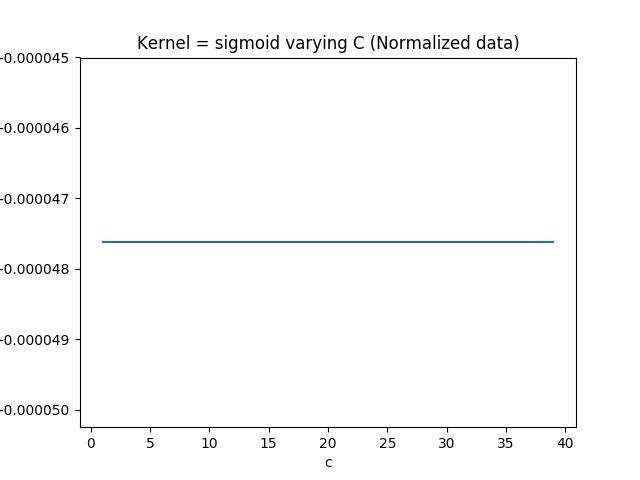 Kernel = sigmoid varying C (Normalized data)
-0.000045
-0.000046
-0.000047
-0.000048
-0.000049
-0.000050
0 5 10 15 20 25 30 35 40
c